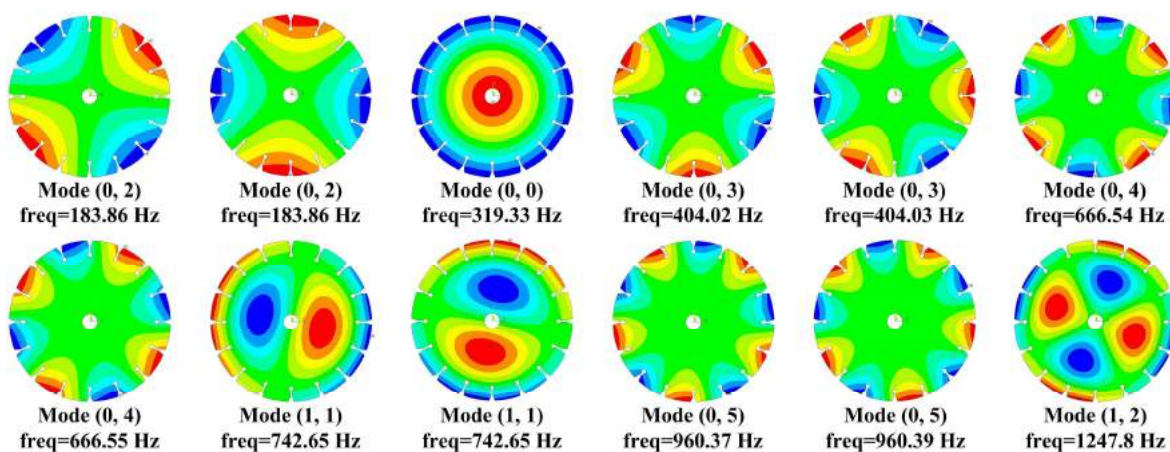 Mode (0, 2)
freq=183.86 Hz
Mode (0, 2)
freq=183.86 Hz
Mode (0, 0)
freq=319.33 Hz
Mode (0, 3)
freq=404.02 Hz
Mode (0, 3)
freq=404.03 Hz
Mode (0, 4)
freq=666.54 Hz
Mode (0, 4)
freq=666.55 Hz
Mode (1, 1)
freq=742.65 Hz
Mode (1, 1)
freq=742.65 Hz
Mode (0, 5)
freq=960.37 Hz
Mode (0, 5)
freq=960.39 Hz
Mode (1, 2)
freq=1247.8 Hz